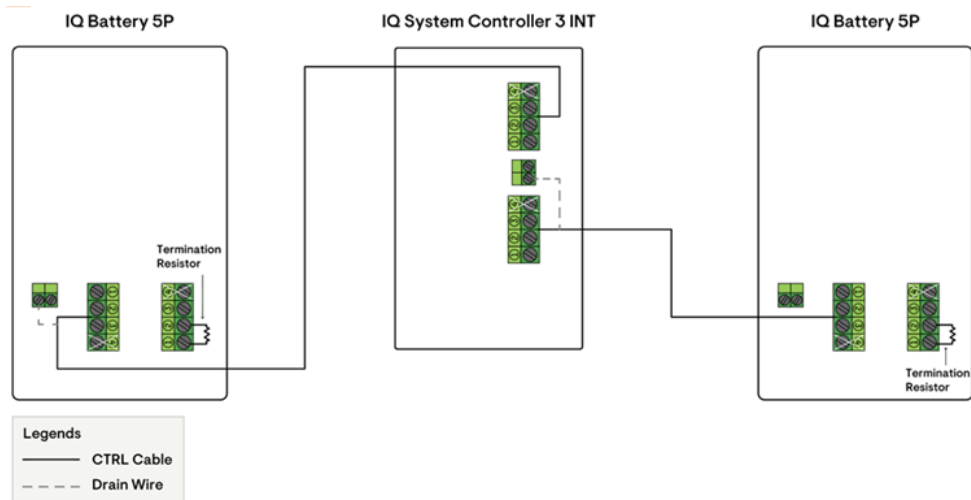 IQ Battery 5P
IQ System Controller 3 INT
IQ Battery 5P
Termination
Resistor
Termination
Resistor
Legends
CTRL Cable
Drain Wire